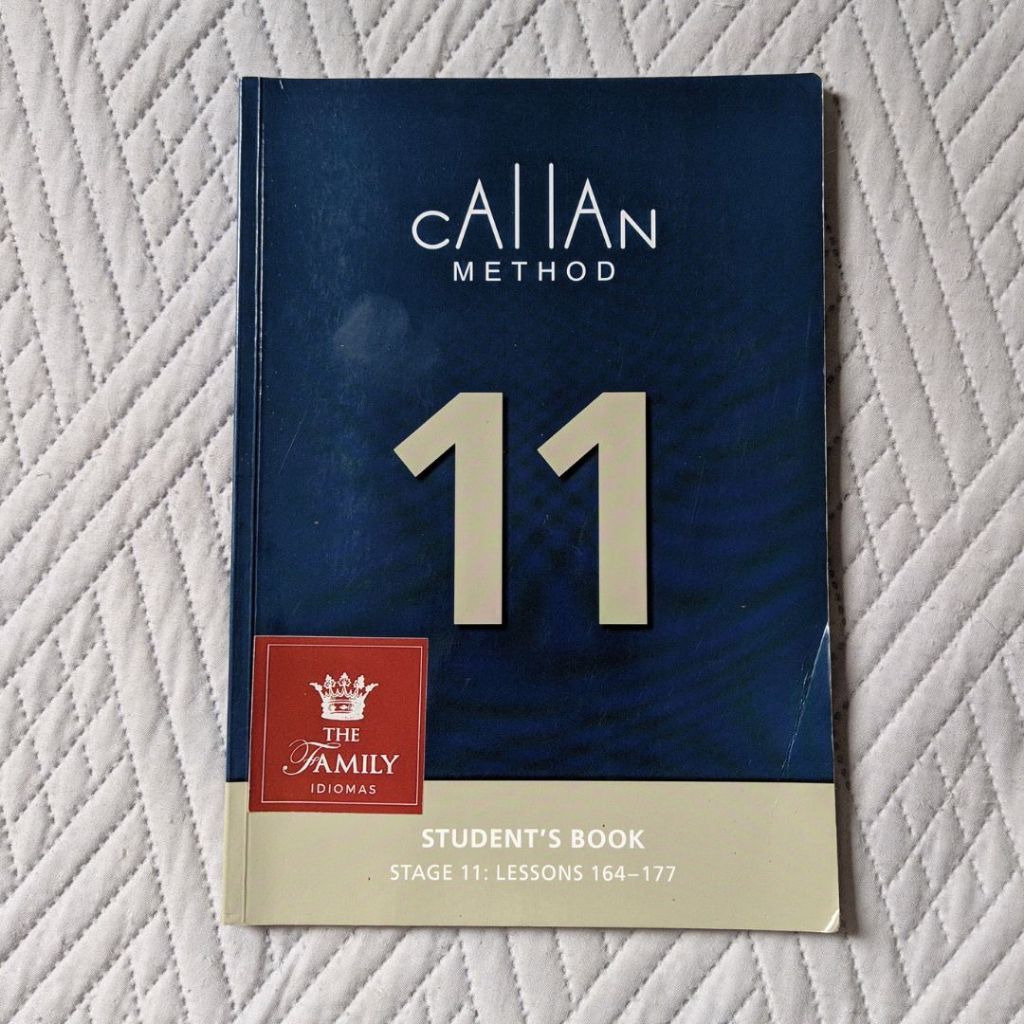 CALLAN
METHOD
11
THE
FAMILY
IDIOMAS
STUDENT'S BOOK
STAGE 11: LESSONS 164–177